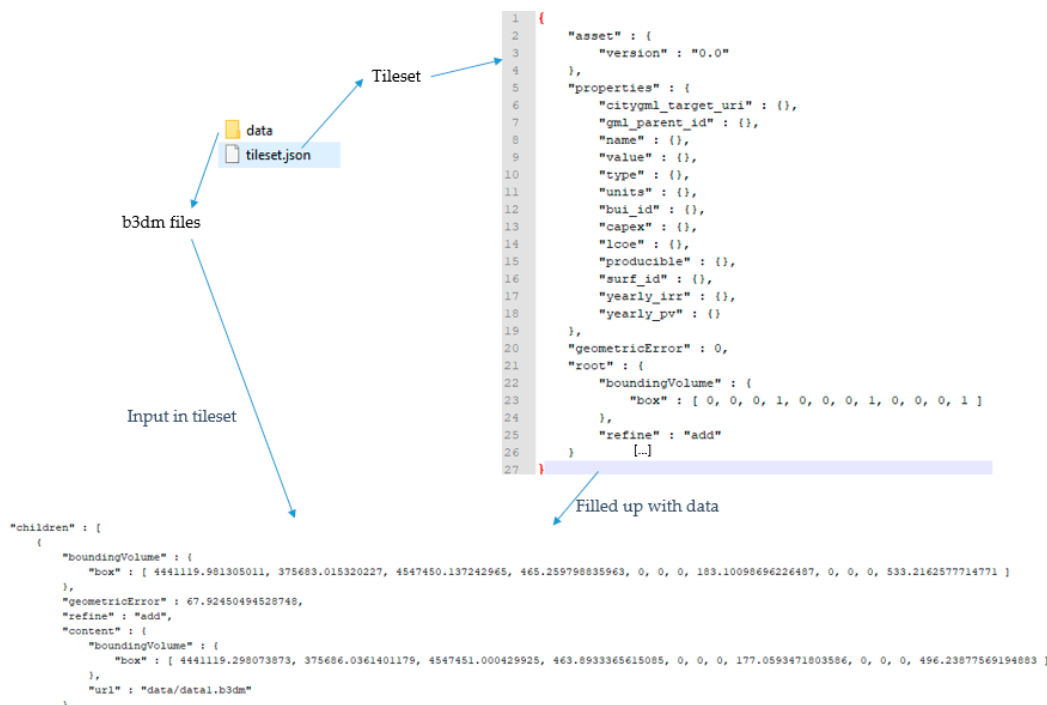 Tileset
data
tileset.json
b3dm files
Input in tileset
1 {
2 "asset" : {
3 "version" : "0.0"
4 },
5 "properties" : {
6 "citygml_target_uri" : {},
7 "gml_parent_id" : {},
8 "name" : {},
9 "value" : {},
10 "type" : {},
11 "units" : {},
12 "bui_id" : {},
13 "capex" : {},
14 "lcoe" : {},
15 "producible" : {},
16 "surf_id" : {},
17 "yearly_irr" : {},
18 "yearly_pv" : {}
19 },
20 "geometricError" : 0,
21 "root" : {
22 "boundingVolume" : {
23 "box" : [ 0, 0, 0, 1, 0, 0, 0, 1, 0, 0, 0, 1 ]
24 },
25 "refine" : "add"
26 } [...]
27 }
Filled up with data
"children" : [
{
"boundingVolume" : {
"box" : [ 4441119.981305011, 375683.015320227, 4547450.137242965, 465.259798835963, 0, 0, 0, 183.10098696226487, 0, 0, 0, 533.2162577714771 ]
},
"geometricError" : 67.92450494528748,
"refine" : "add",
"content" : {
"boundingVolume" : {
"box" : [ 4441119.298073873, 375686.0361401179, 4547451.000429925, 463.8933365615085, 0, 0, 0, 177.0593471803586, 0, 0, 0, 496.23877569194883 ]
},
"url" : "data/data1.b3dm"
}